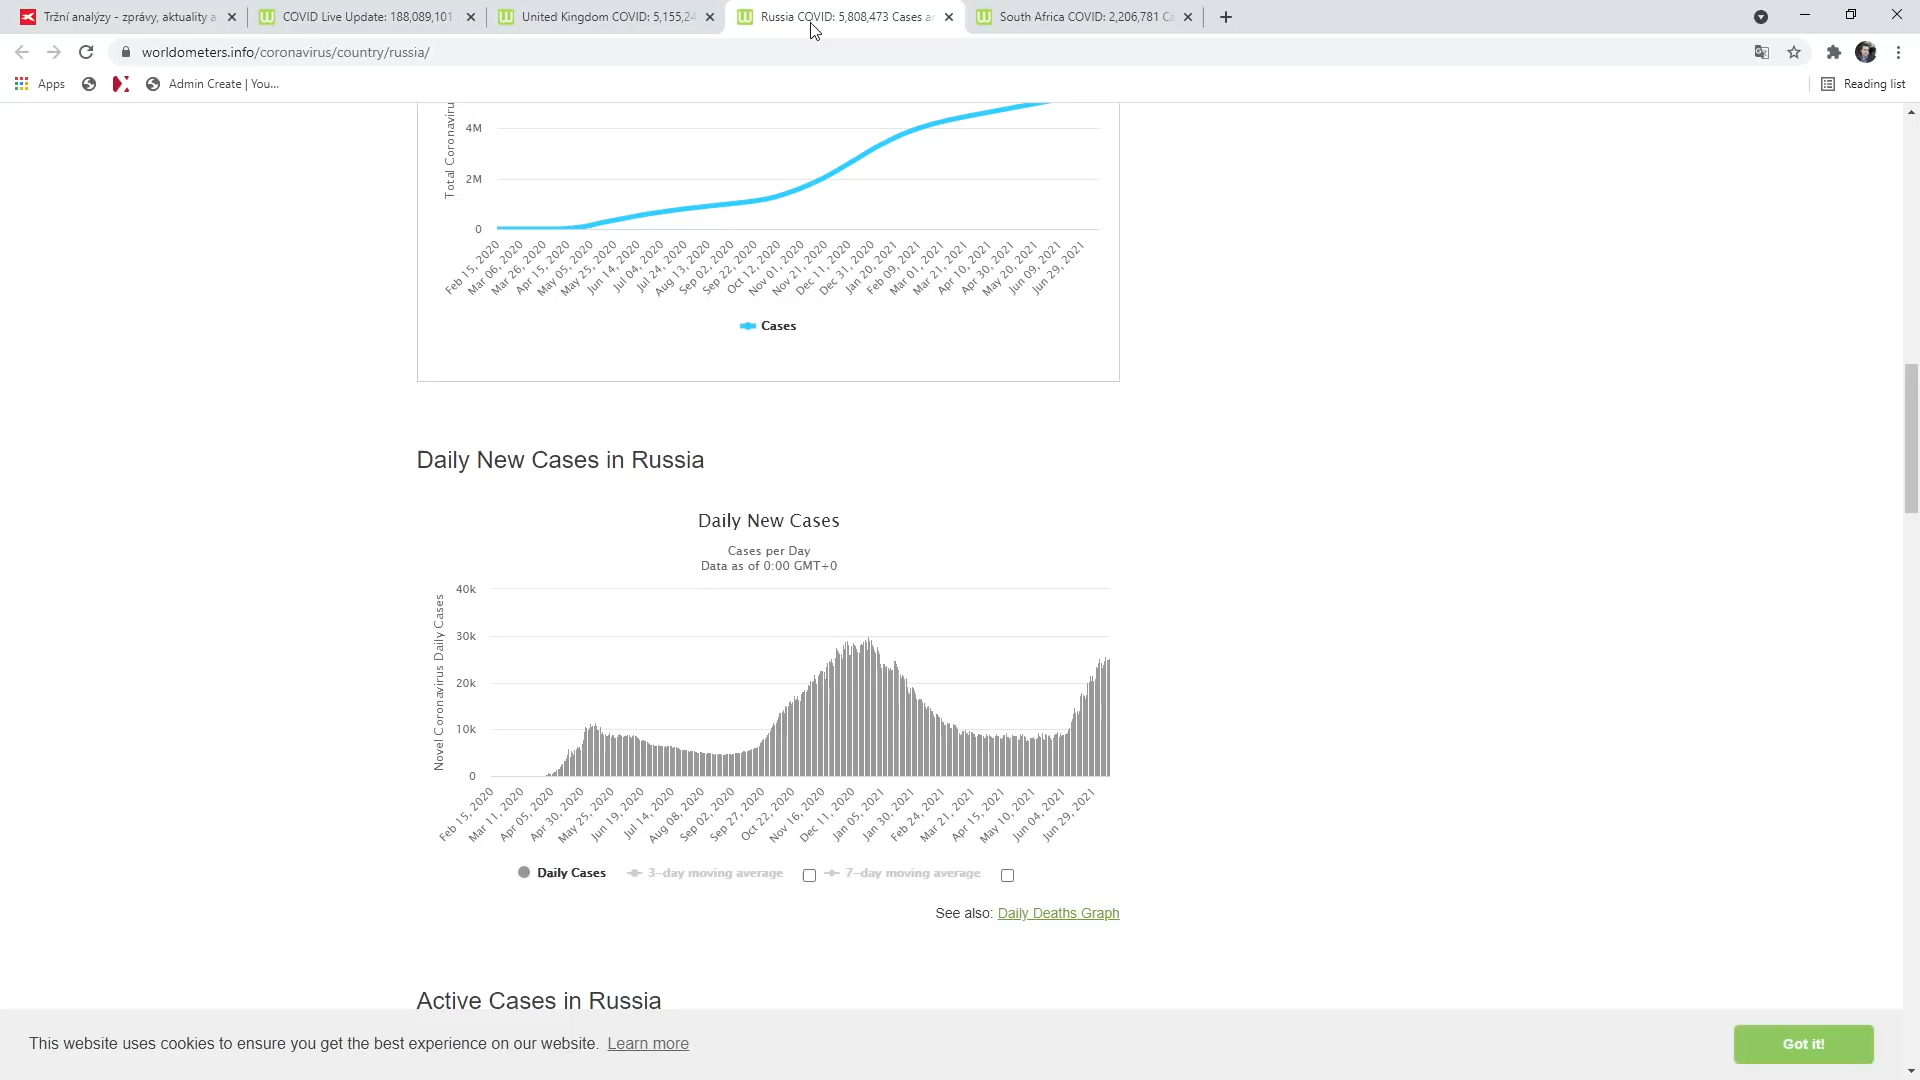 Tržní analýzy - zprávy, aktuality a
COVID Live Update: 188,089,101
United Kingdom COVID: 5,155,24
Russia COVID: 5,808,473 Cases an
South Africa COVID: 2,206,781 Ca
worldometers.info/coronavirus/country/russia/
Apps
Admin Create | You...
Reading list
Total Coronaviru
4M
2M
0
Feb 15, 2020
Mar 06, 2020
Mar 26, 2020
Apr 15, 2020
May 05, 2020
May 25, 2020
Jun 14, 2020
Jul 04, 2020
Jul 24, 2020
Aug 13, 2020
Sep 02, 2020
Sep 22, 2020
Oct 12, 2020
Nov 01, 2020
Nov 21, 2020
Dec 11, 2020
Dec 31, 2020
Jan 20, 2021
Feb 09, 2021
Mar 01, 2021
Mar 21, 2021
Apr 10, 2021
Apr 30, 2021
May 20, 2021
Jun 09, 2021
Jun 29, 2021
Cases
Daily New Cases in Russia
Daily New Cases
Cases per Day
Data as of 0:00 GMT+0
Novel Coronavirus Daily Cases
40k
30k
20k
10k
0
Feb 15, 2020
Mar 11, 2020
Apr 05, 2020
Apr 30, 2020
May 25, 2020
Jun 19, 2020
Jul 14, 2020
Aug 08, 2020
Sep 02, 2020
Sep 27, 2020
Oct 22, 2020
Nov 16, 2020
Dec 11, 2020
Jan 05, 2021
Jan 30, 2021
Feb 24, 2021
Mar 21, 2021
Apr 15, 2021
May 10, 2021
Jun 04, 2021
Jun 29, 2021
Daily Cases
3-day moving average
7-day moving average
See also: Daily Deaths Graph
Active Cases in Russia
This website uses cookies to ensure you get the best experience on our website. Learn more
Got it!